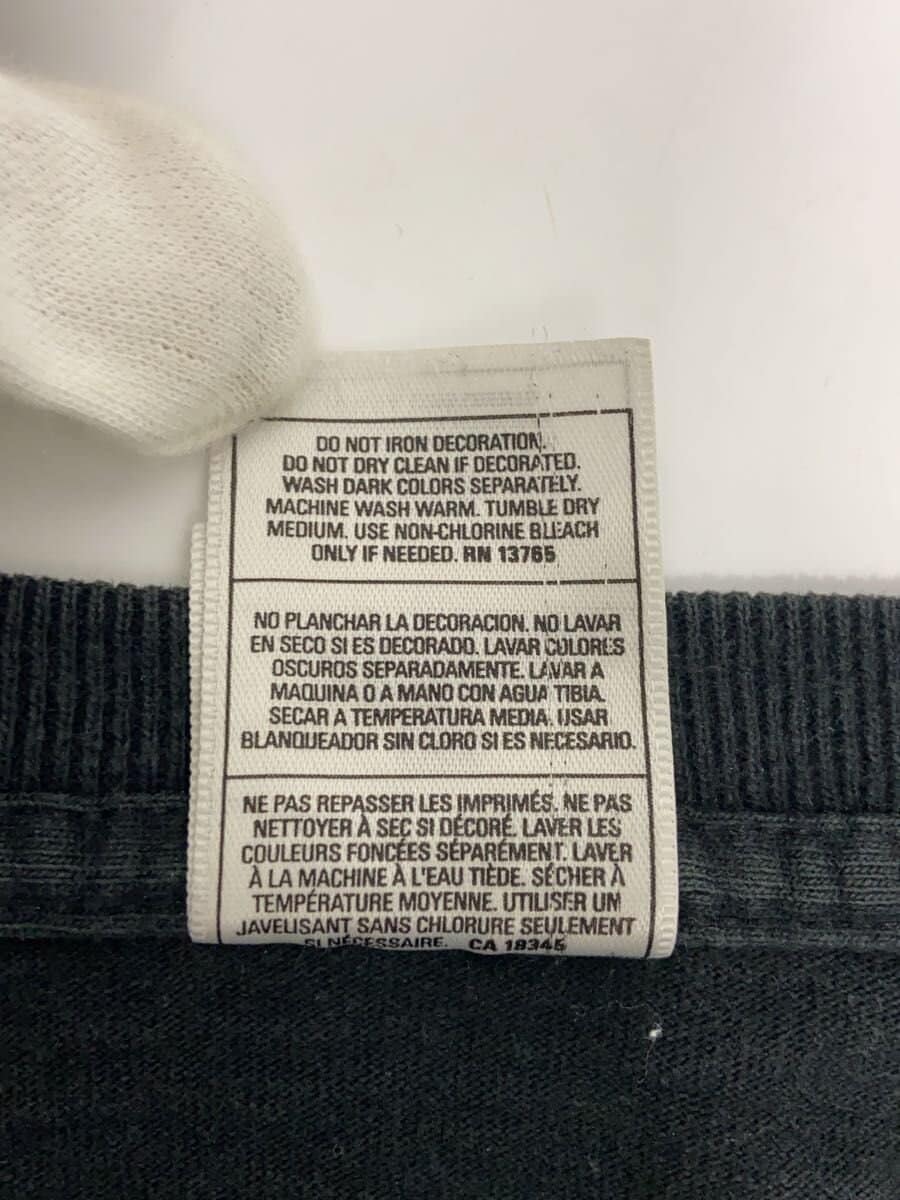 DO NOT IRON DECORATION.
DO NOT DRY CLEAN IF DECORATED.
WASH DARK COLORS SEPARATELY.
MACHINE WASH WARM. TUMBLE DRY
MEDIUM. USE NON-CHLORINE BLEACH
ONLY IF NEEDED. RN 13765
NO PLANCHAR LA DECORACION. NO LAVAR
EN SECO SI ES DECORADO. LAVAR COLORES
OSCUROS SEPARADAMENTE. LAVAR A
MAQUINA O A MANO CON AGUA TIBIA.
SECAR A TEMPERATURA MEDIA. USAR
BLANQUEADOR SIN CLORO SI ES NECESARIO.
NE PAS REPASSER LES IMPRIMÉS. NE PAS
NETTOYER À SEC SI DÉCORÉ. LAVER LES
COULEURS FONCÉES SÉPARÉMENT. LAVER
À LA MACHINE À L'EAU TIÈDE. SÉCHER À
TEMPÉRATURE MOYENNE. UTILISER UN
JAVELISANT SANS CHLORURE SEULEMENT
SI NÉCESSAIRE. CA 18345